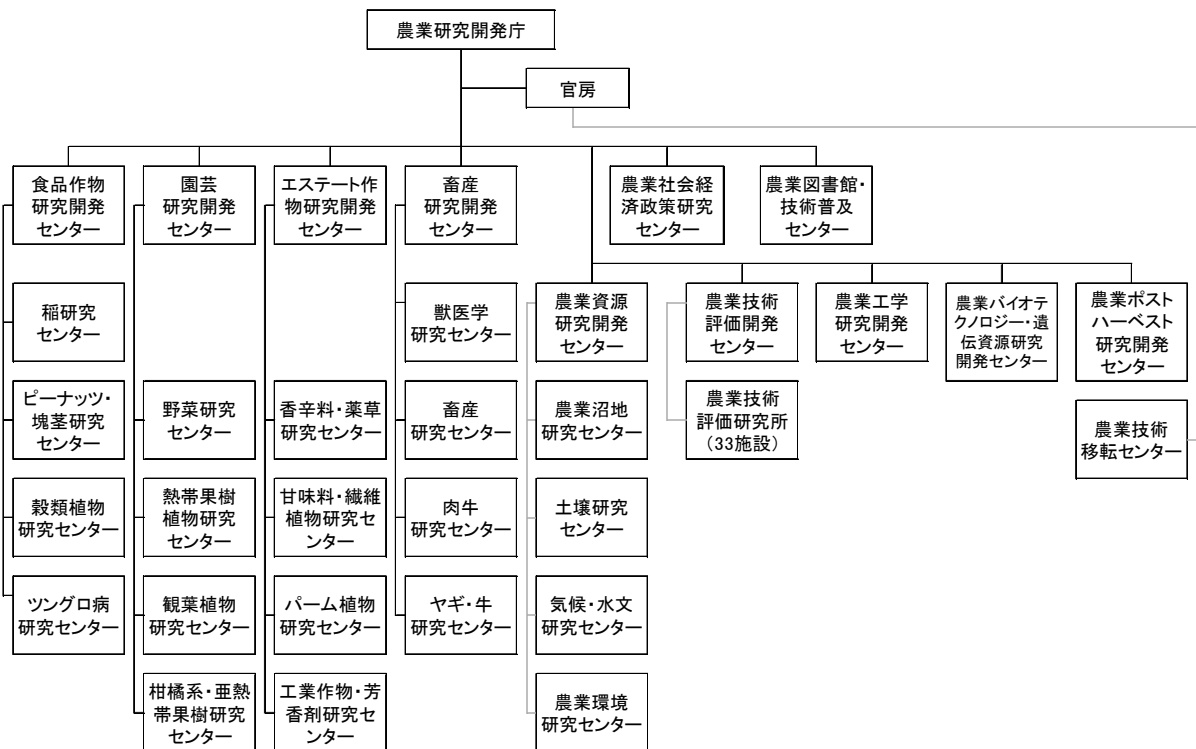 農業研究開発庁
官房
食品作物
研究開発
センター
園芸
研究開発
センター
エステート作
物研究開発
センター
畜産
研究開発
センター
農業社会経
済政策研究
センター
農業図書館・
技術普及
センター
稲研究
センター
獣医学
研究センター
農業資源
研究開発
センター
農業技術
評価開発
センター
農業工学
研究開発
センター
農業バイオテ
クノロジー・遺
伝資源研究
開発センター
農業ポスト
ハーベスト
研究開発
センター
ピーナッツ・
塊茎研究
センター
野菜研究
センター
香辛料・薬草
研究センター
畜産
研究センター
農業沼地
研究センター
農業技術
評価研究所
（33施設）
農業技術
移転センター
穀類植物
研究センター
熱帯果樹
植物研究
センター
甘味料・繊維
植物研究セ
ンター
肉牛
研究センター
土壌研究
センター
ツングロ病
研究センター
観葉植物
研究センター
パーム植物
研究センター
ヤギ・牛
研究センター
気候・水文
研究センター
柑橘系・亜熱
帯果樹研究
センター
工業作物・芳
香剤研究セ
ンター
農業環境
研究センター